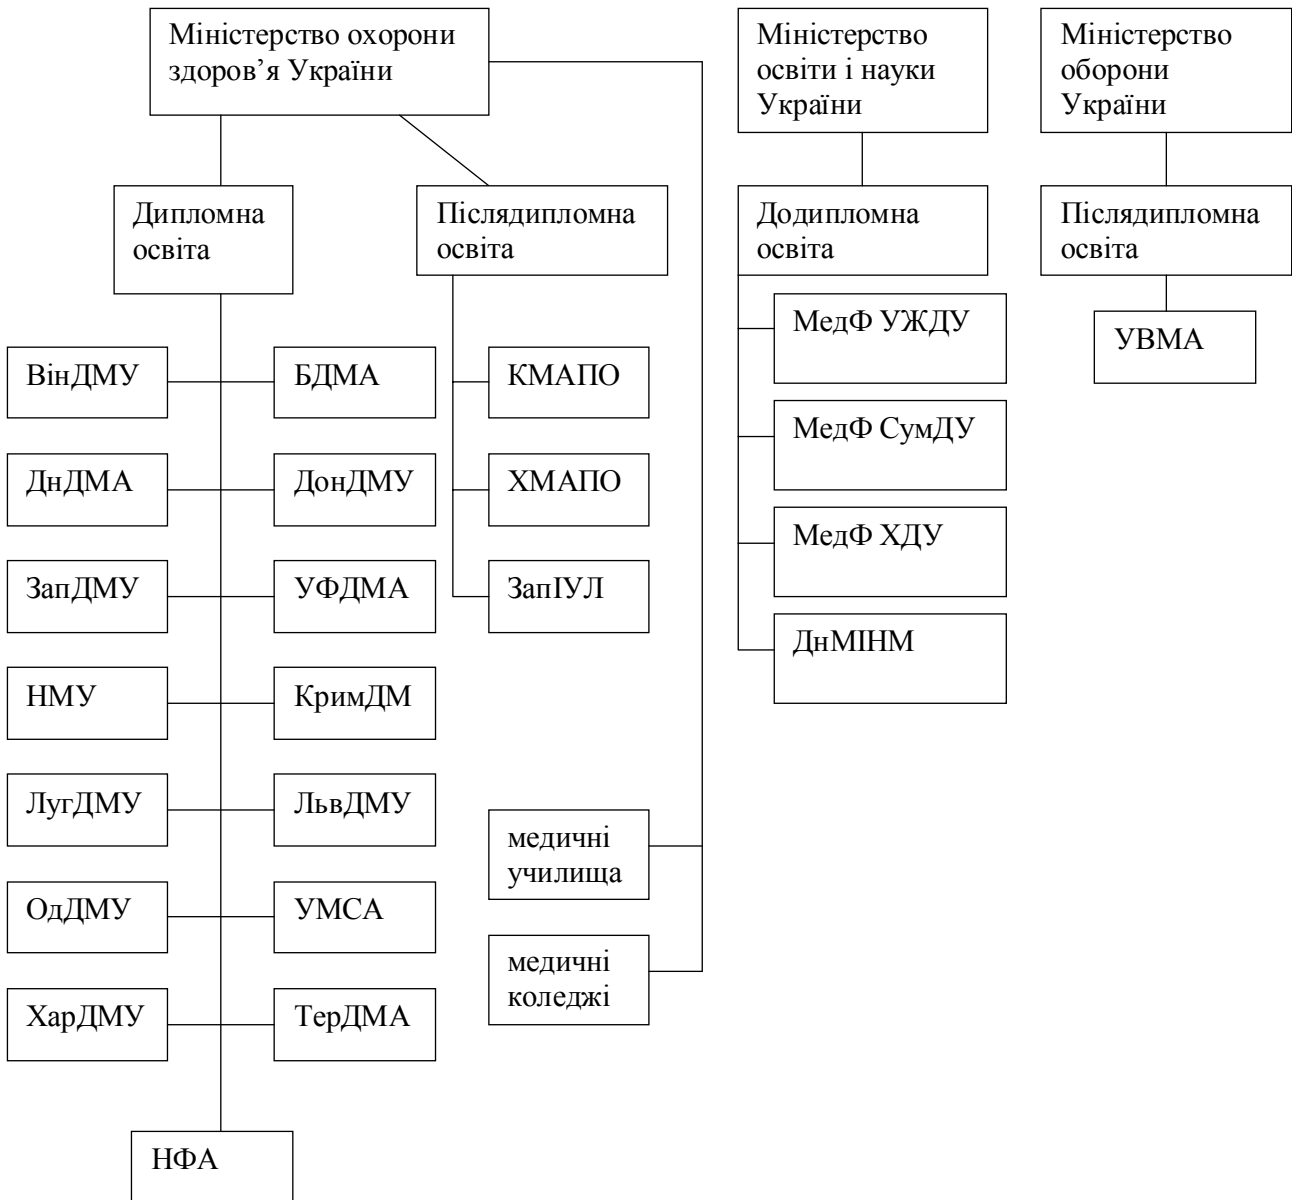 Міністерство охорони
здоров’я України
Міністерство
освіти і науки
України
Міністерство
оборони
України
Дипломна
освіта
Післядипломна
освіта
Додипломна
освіта
Післядипломна
освіта
МедФ УЖДУ
УВМА
ВінДМУ
БДМА
КМАПО
МедФ СумДУ
ДнДМА
ДонДМУ
ХМАПО
МедФ ХДУ
ЗапДМУ
УФДМА
ЗапІУЛ
ДнМІНМ
НМУ
КримДМ
ЛугДМУ
ЛьвДМУ
медичні
училища
ОдДМУ
УМСА
медичні
коледжі
ХарДМУ
ТерДМА
НФА